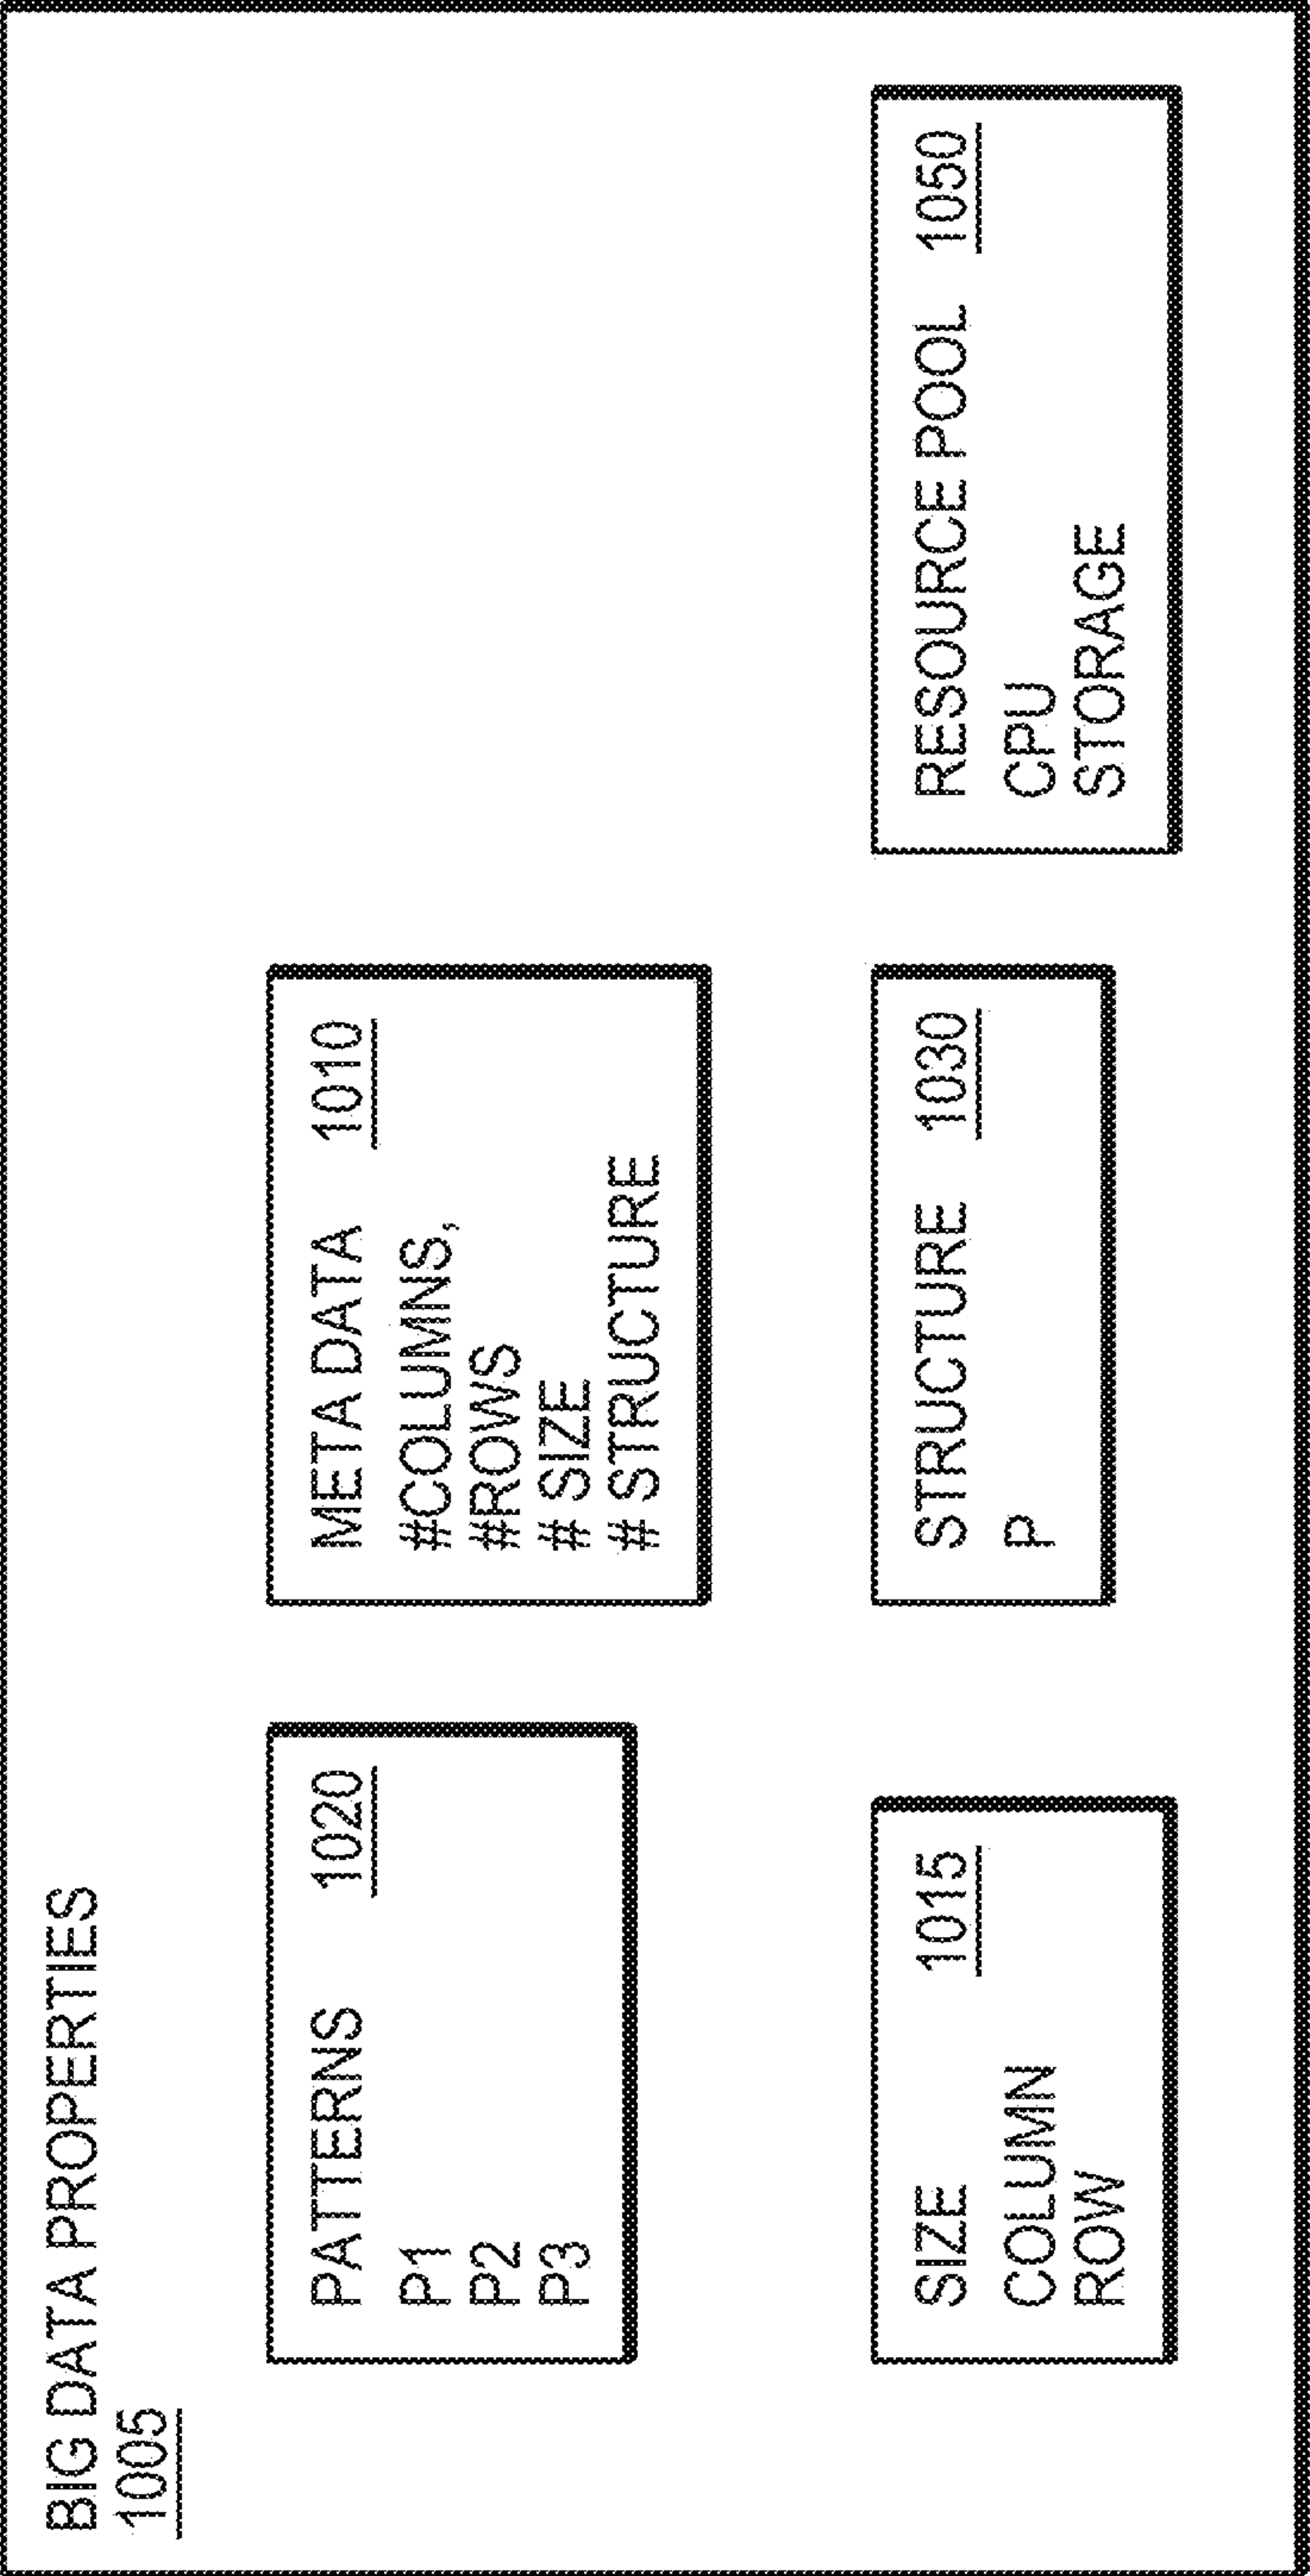 BIG DATA PROPERTIES
1005
PATTERNS 1020
P1
P2
P3
META DATA 1010
#COLUMNS,
#ROWS
# SIZE
# STRUCTURE
SIZE 1015
COLUMN
ROW
STRUCTURE 1030
P
RESOURCE POOL 1050
CPU
STORAGE